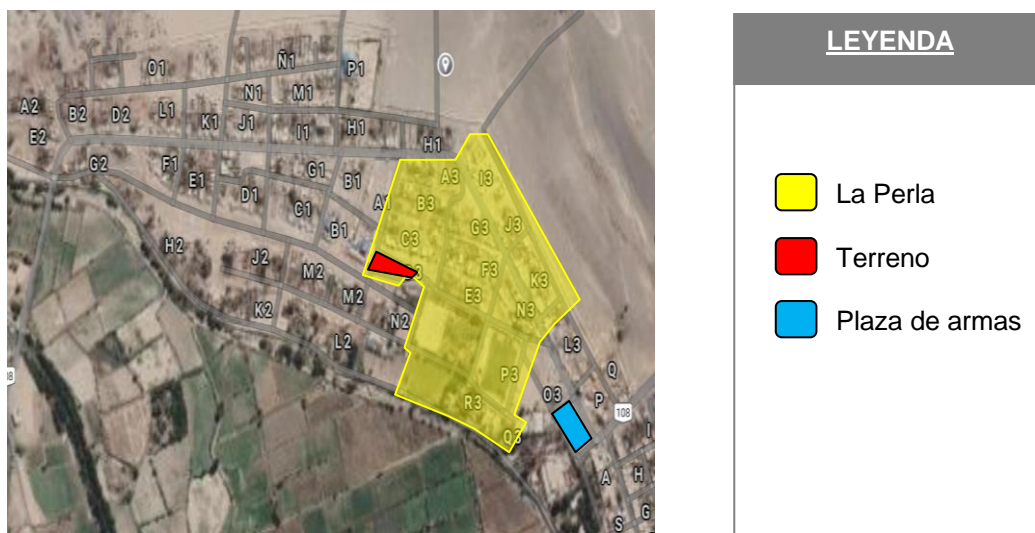 LEYENDA
La Perla
Terreno
Plaza de armas
Ñ1
O1
P1
N1
M1
A2
B2
D2
L1
K1
J1
I1
H1
E2
H1
G2
F1
E1
G1
B1
A3
I3
D1
C1
B3
B1
C3
G3
J3
H2
J2
M2
F3
K3
M2
E3
N3
K2
N2
L2
L3
P3
Q
O3
P
R3
108
Q3
I
A
H
G
S